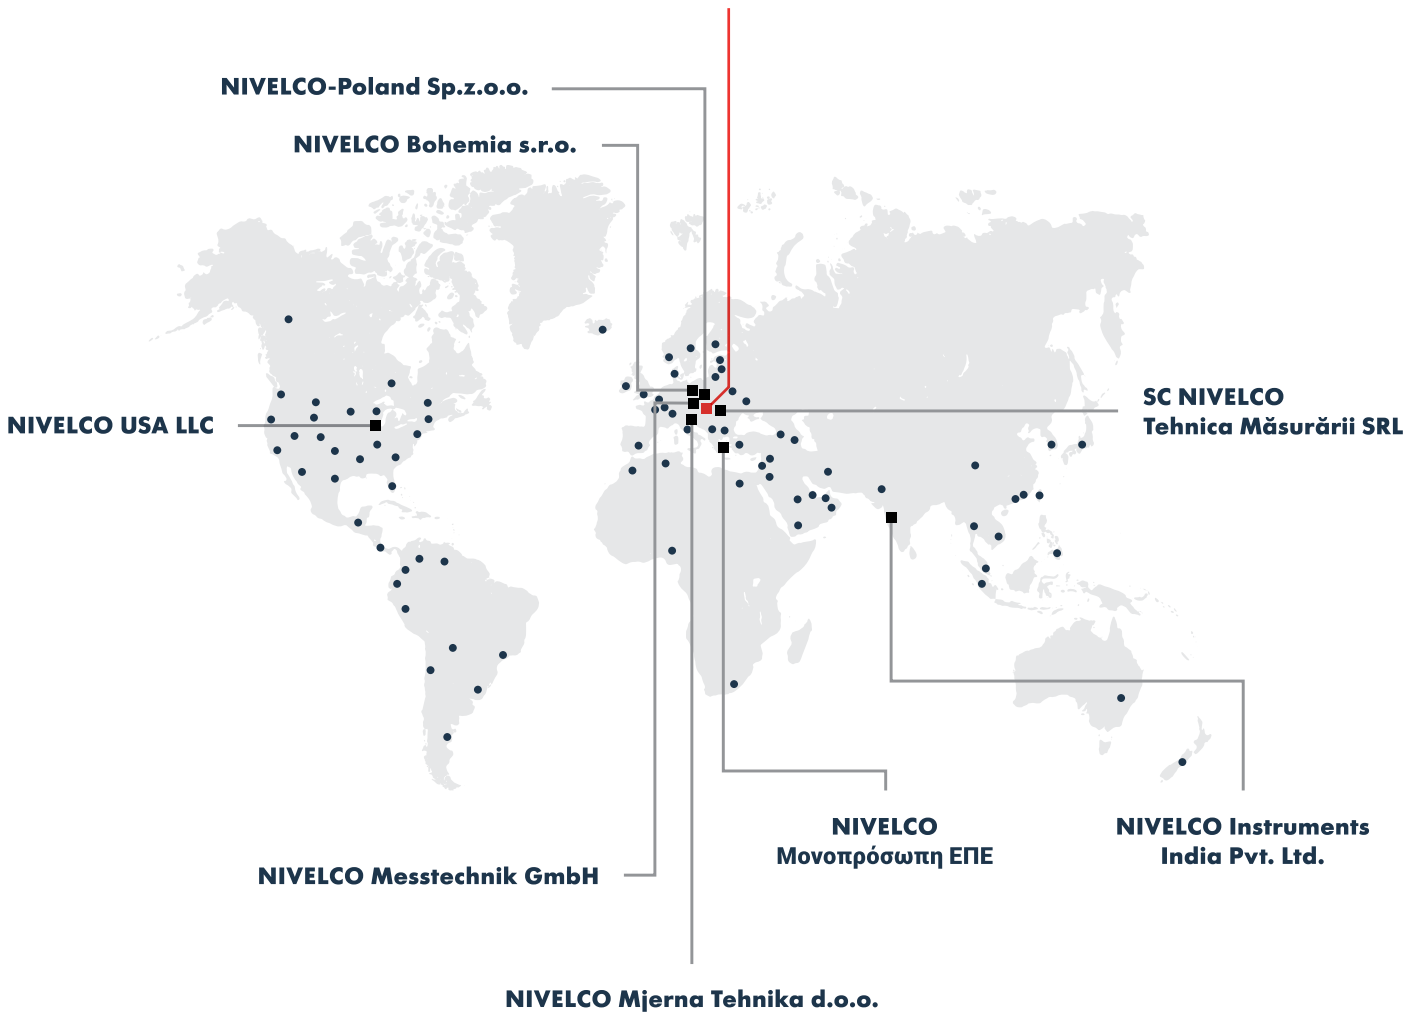 NIVELCO-Poland Sp.z.o.o.
NIVELCO Bohemia s.r.o.
SC NIVELCO
Tehnica Măsurării SRL
NIVELCO USA LLC
NIVELCO
Μονοπρόσωπη ΕΠΕ
NIVELCO Instruments
India Pvt. Ltd.
NIVELCO Messtechnik GmbH
NIVELCO Mjerna Tehnika d.o.o.